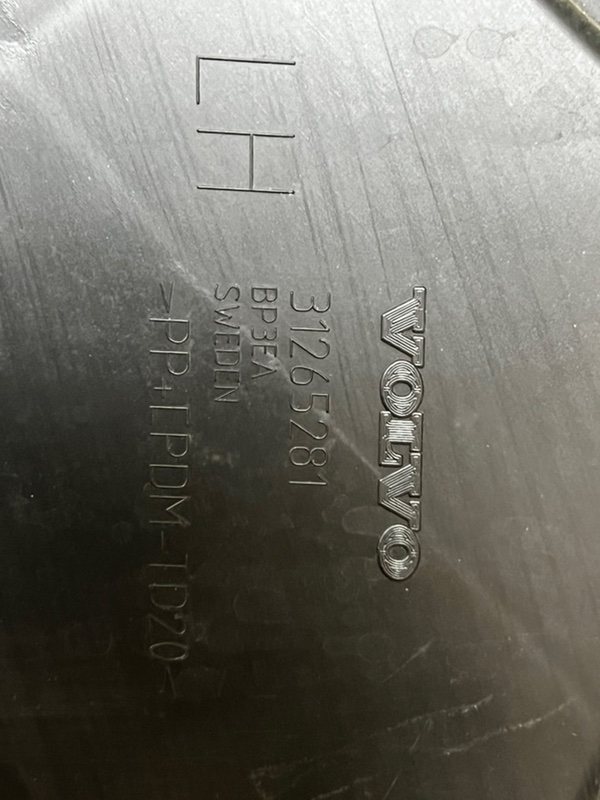 VOLVO
31265281
BP3EA
SWEDEN
>PP+EPDM-TD20<
LH